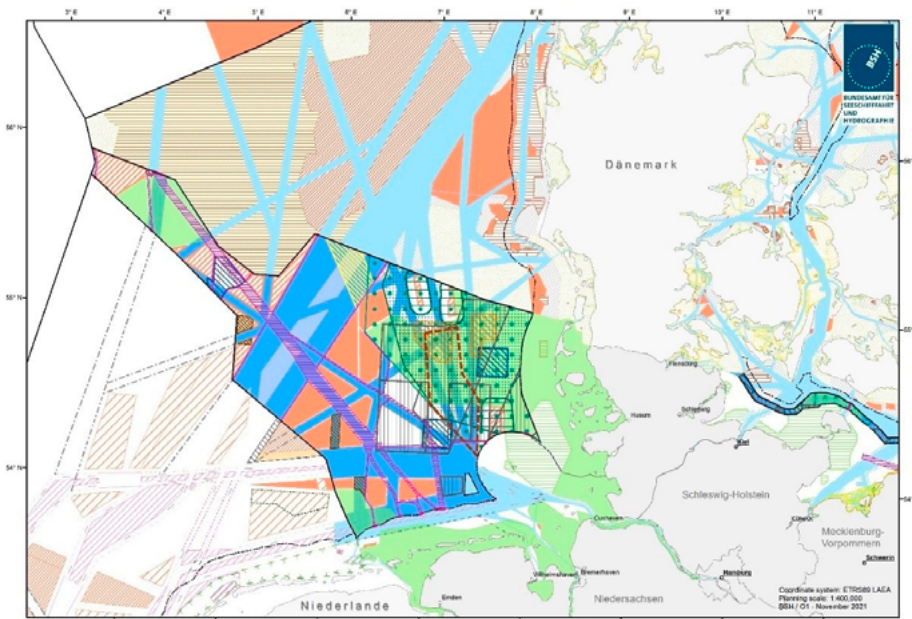 3° E 4° E 5° E 6° E 7° E 8° E 9° E 10° E 11° E
BSH
BUNDESAMT FÜR
SEESCHIFFFAHRT
UND
HYDROGRAPHIE
56° N
Dänemark
55° N
Flensburg
Husum
Schleswig
Kiel
54° N
Schleswig-Holstein
Cuxhaven
Lübeck
Mecklenburg-
Vorpommern
Schwerin
Wilhelmshaven
Bremerhaven
Hamburg
Emden
Niederlande
Niedersachsen
Coordinate system: ETRS89 LAEA
Planning scale: 1:400,000
BSH / O1 - November 2021